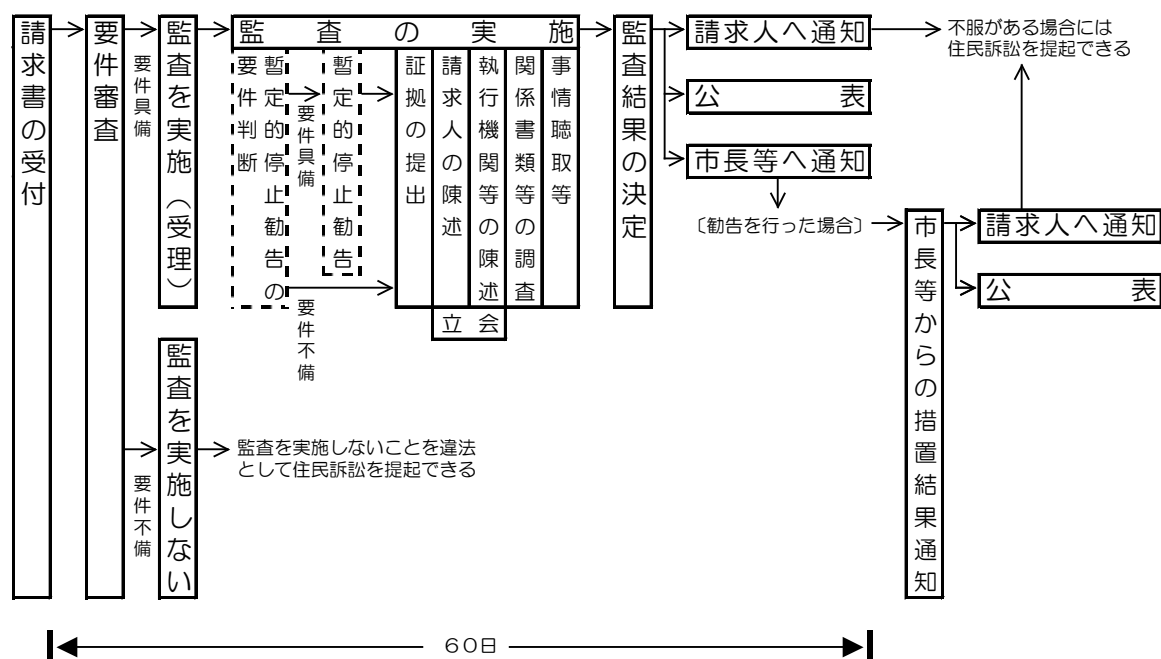 請求書の受付
要件審査
要件具備
監査を実施（受理）
監査の実施
暫定的停止勧告の
要件判断
要件具備
暫定的停止勧告
要件不備
証拠の提出
請求人の陳述
執行機関等の陳述
立会
関係書類等の調査
事情聴取等
監査結果の決定
請求人へ通知
不服がある場合には
住民訴訟を提起できる
公表
市長等へ通知
〔勧告を行った場合〕
市長等からの措置結果通知
請求人へ通知
公表
要件不備
監査を実施しない
監査を実施しないことを違法
として住民訴訟を提起できる
60日